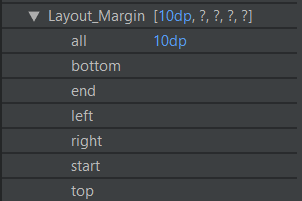 Layout_Margin [10dp, ?, ?, ?, ?]
all 10dp
bottom
end
left
right
start
top